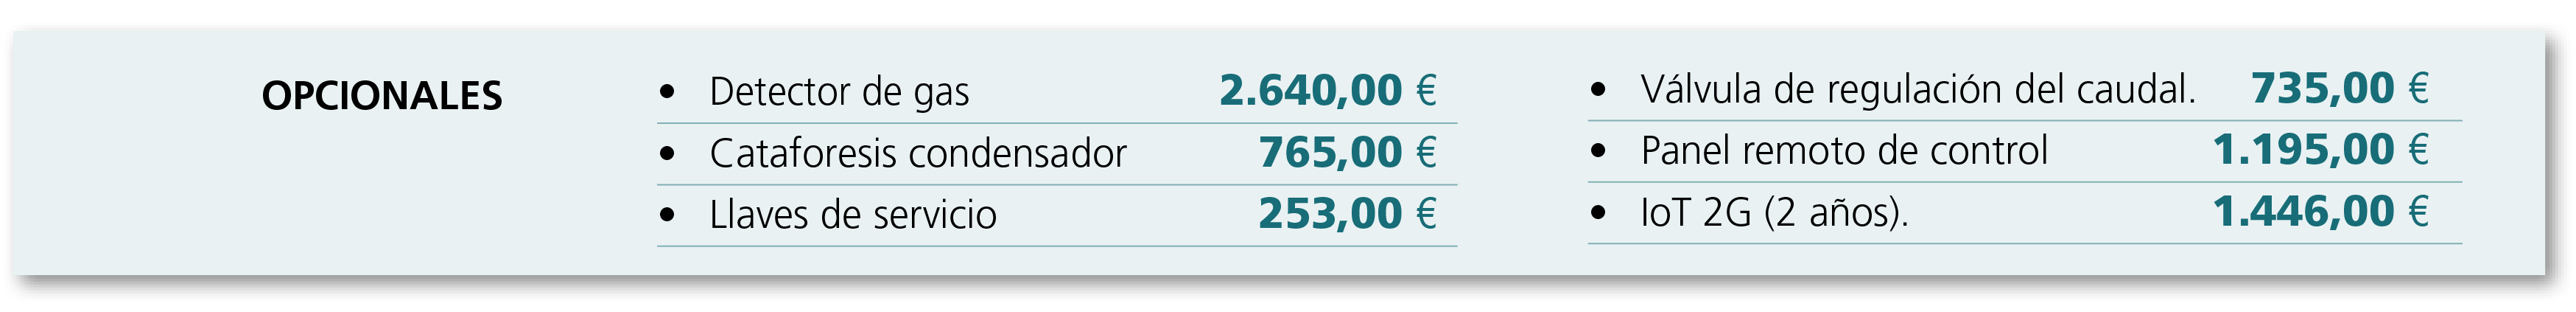 OPCIONALES
• Detector de gas 2.640,00 €
• Cataforesis condensador 765,00 €
• Llaves de servicio 253,00 €
• Válvula de regulación del caudal. 735,00 €
• Panel remoto de control 1.195,00 €
• IoT 2G (2 años). 1.446,00 €